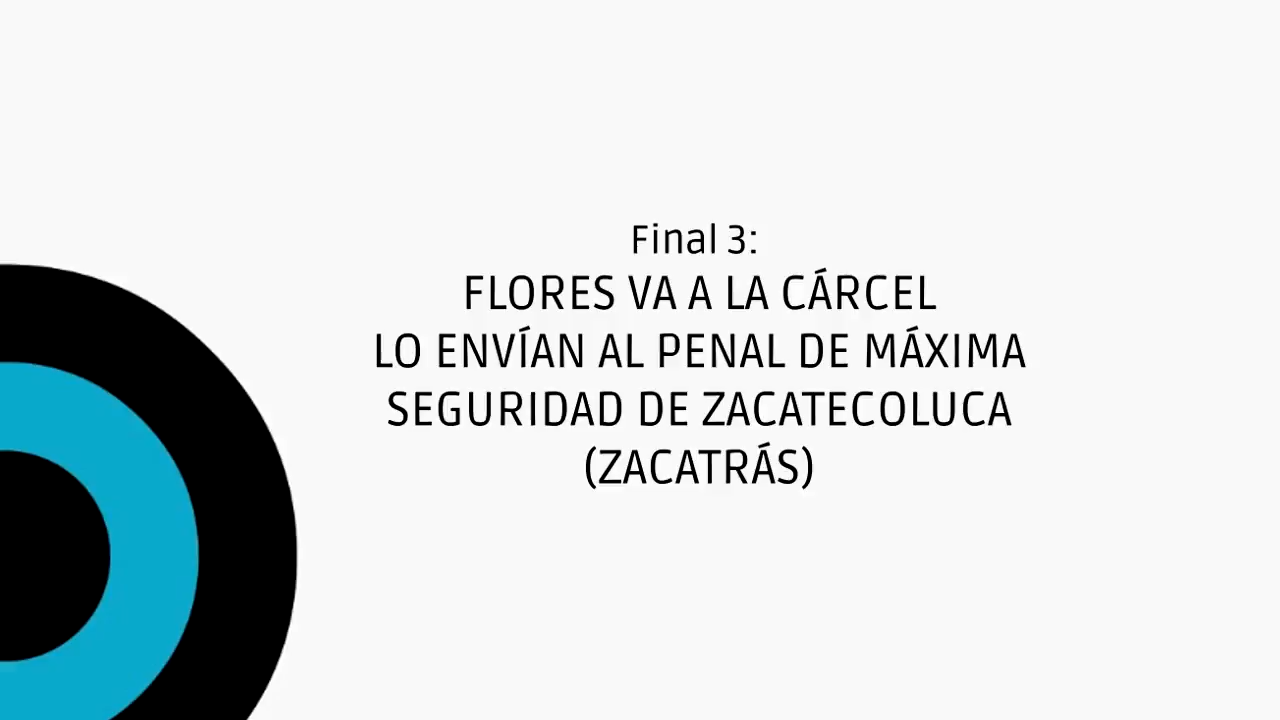 Final 3:
FLORES VA A LA CÁRCEL
LO ENVÍAN AL PENAL DE MÁXIMA
SEGURIDAD DE ZACATECOLUCA
(ZACATRÁS)